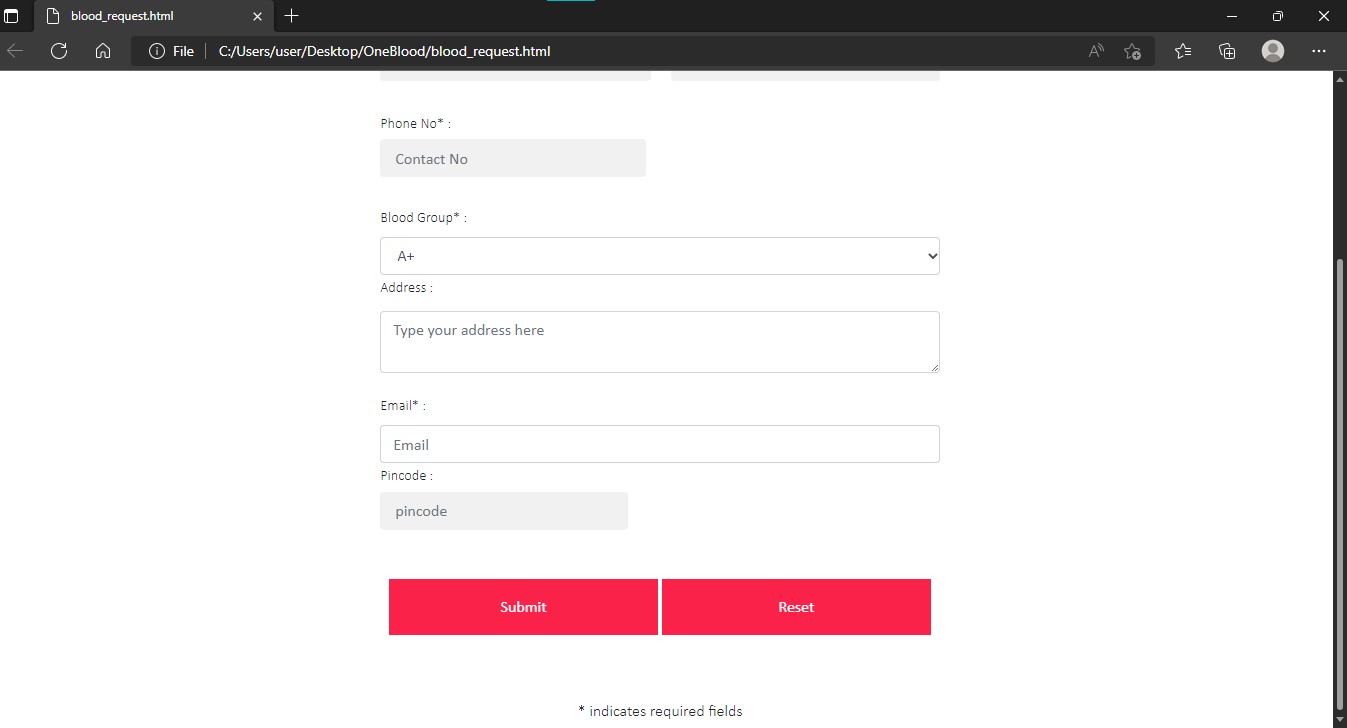 blood_request.html
File C:/Users/user/Desktop/OneBlood/blood_request.html
Phone No* :
Contact No
Blood Group* :
A+
Address :
Type your address here
Email* :
Email
Pincode :
pincode
Submit Reset
* indicates required fields